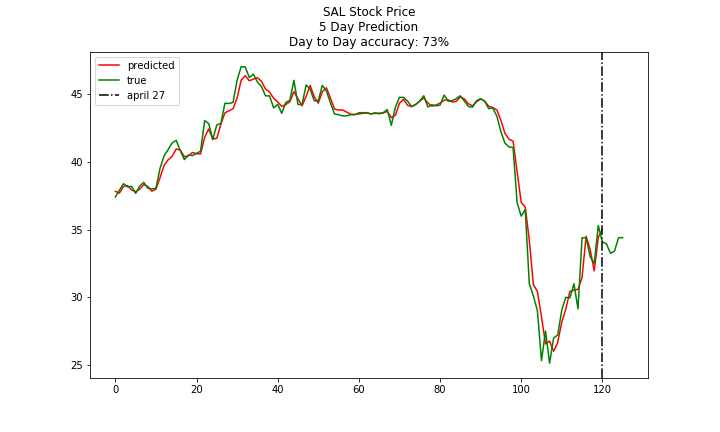 SAL Stock Price
5 Day Prediction
Day to Day accuracy: 73%
predicted
true
april 27
45
40
35
30
25
0 20 40 60 80 100 120